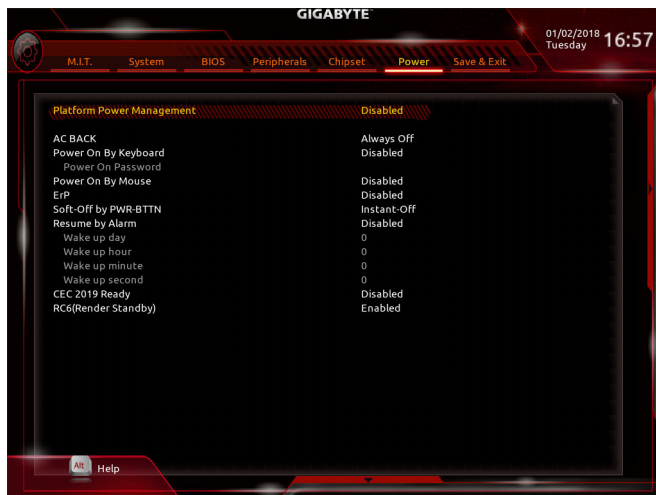 GIGABYTE™
01/02/2018 16:57
Tuesday
M.I.T. System BIOS Peripherals Chipset Power Save & Exit
Platform Power Management Disabled
AC BACK Always Off
Power On By Keyboard Disabled
Power On Password
Power On By Mouse Disabled
ErP Disabled
Soft-Off by PWR-BTTN Instant-Off
Resume by Alarm Disabled
Wake up day 0
Wake up hour 0
Wake up minute 0
Wake up second 0
CEC 2019 Ready Disabled
RC6(Render Standby) Enabled
Alt Help